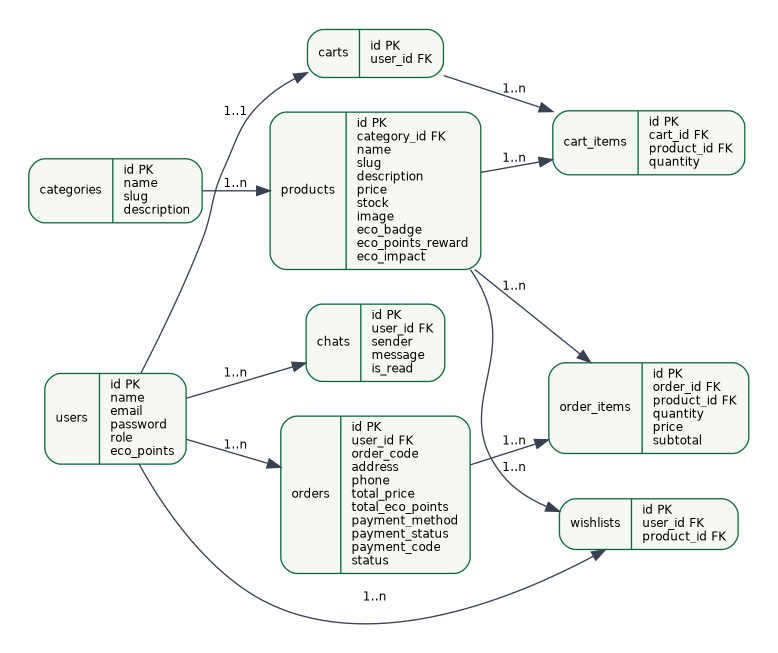 carts
id PK
user_id FK
1..1
1..n
categories
id PK
name
slug
description
1..n
products
id PK
category_id FK
name
slug
description
price
stock
image
eco_badge
eco_points_reward
eco_impact
1..n
cart_items
id PK
cart_id FK
product_id FK
quantity
1..n
chats
id PK
user_id FK
sender
message
is_read
1..n
users
id PK
name
email
password
role
eco_points
1..n
orders
id PK
user_id FK
order_code
address
phone
total_price
total_eco_points
payment_method
payment_status
payment_code
status
order_items
id PK
order_id FK
product_id FK
quantity
price
subtotal
1..n
1..n
wishlists
id PK
user_id FK
product_id FK
1..n